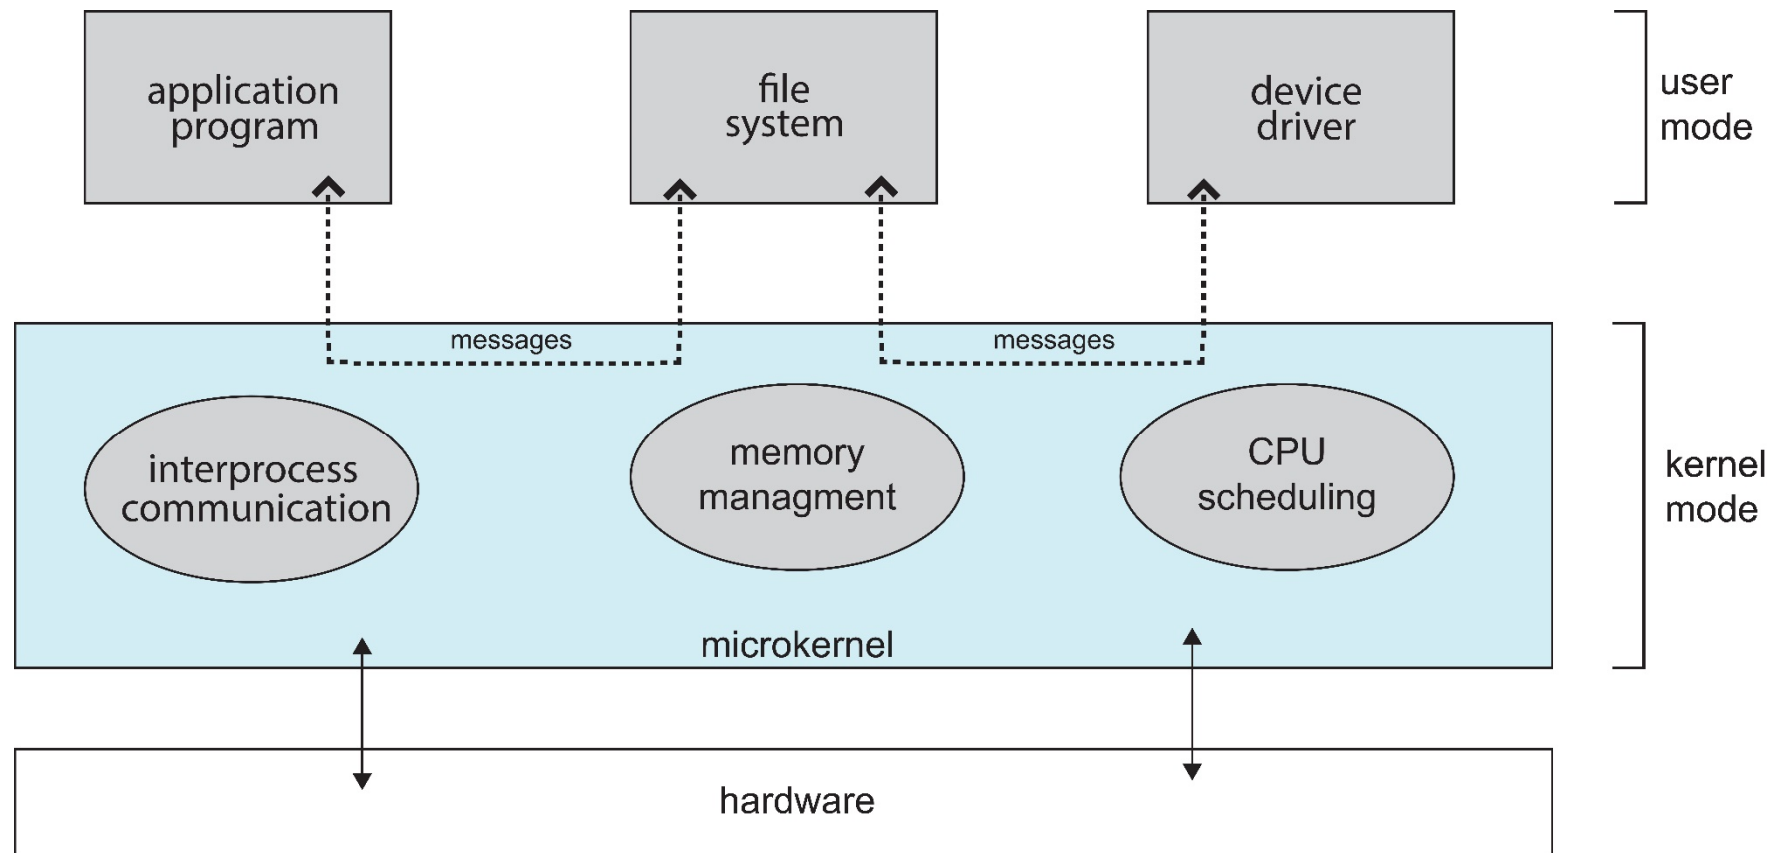 application
program
file
system
device
driver
user
mode
messages
messages
interprocess
communication
memory
managment
CPU
scheduling
kernel
mode
microkernel
hardware